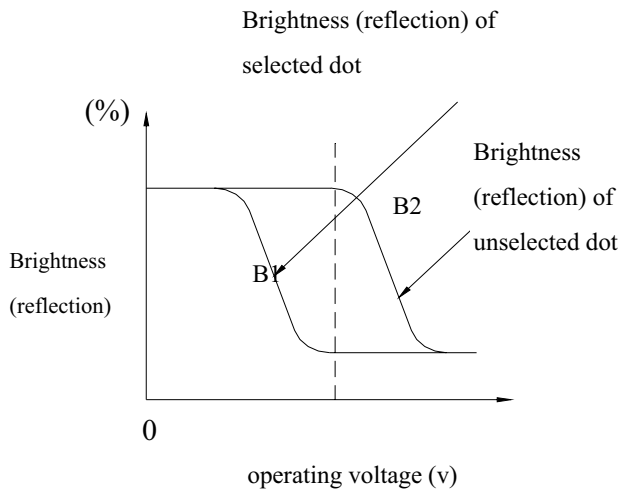 Brightness (reflection) of
selected dot
(%)
Brightness
(reflection) of
unselected dot
B2
B1
Brightness
(reflection)
0
operating voltage (v)